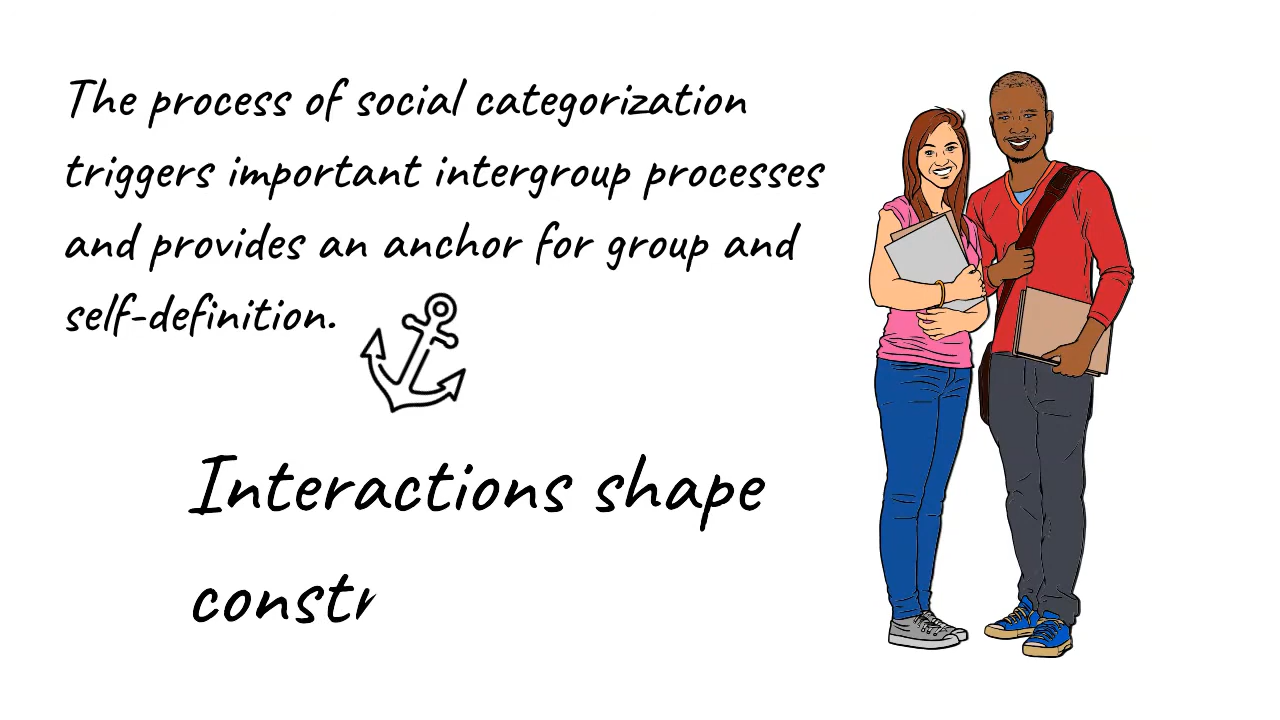 The process of social categorization
triggers important intergroup processes
and provides an anchor for group and
self-definition.
Interactions shape
constr